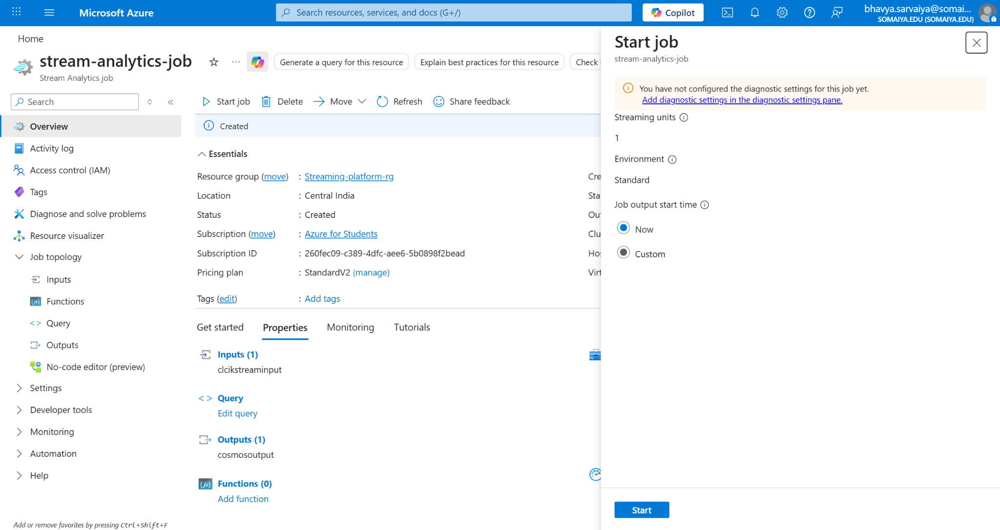 Microsoft Azure
Search resources, services, and docs (G+/)
Copilot
bhavya.sarvaiya@somai...
SOMAIYA.EDU (SOMAIYA.EDU)
Home
stream-analytics-job
Stream Analytics job
Generate a query for this resource
Explain best practices for this resource
Check
Search
Start job
Delete
Move
Refresh
Share feedback
Overview
Activity log
Access control (IAM)
Tags
Diagnose and solve problems
Resource visualizer
Job topology
Inputs
Functions
Query
Outputs
No-code editor (preview)
Settings
Developer tools
Monitoring
Automation
Help
Add or remove favorites by pressing Ctrl+Shift+F
Created
Essentials
Resource group (move) : Streaming-platform-rg
Location : Central India
Status : Created
Subscription (move) : Azure for Students
Subscription ID : 260fec09-c389-4dfc-aee6-5b0898f2bead
Pricing plan : StandardV2 (manage)
Tags (edit) : Add tags
Cre
Sta
Ou
Clu
Hos
Virt
Get started
Properties
Monitoring
Tutorials
Inputs (1)
clcikstreaminput
Query
Edit query
Outputs (1)
cosmosoutput
Functions (0)
Add function
Start job
stream-analytics-job
You have not configured the diagnostic settings for this job yet.
Add diagnostic settings in the diagnostic settings pane.
Streaming units
1
Environment
Standard
Job output start time
Now
Custom
Start